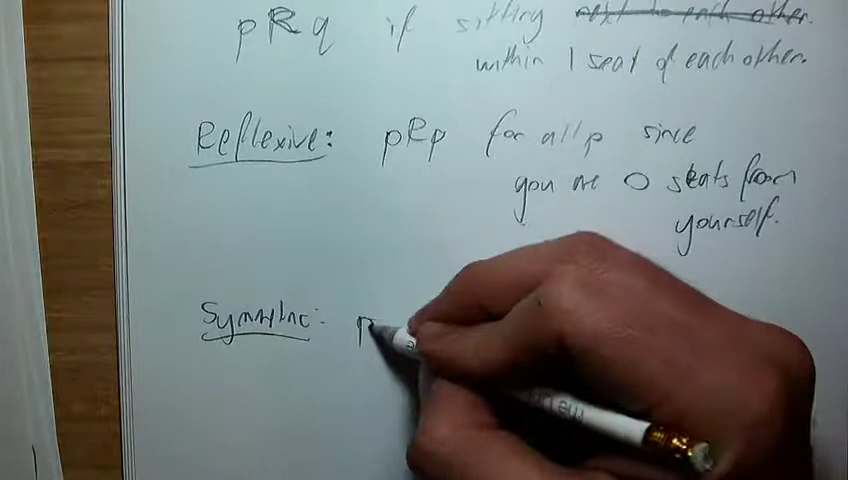 pRq if sitting next to each other.
within 1 seat of each other.
Reflexive: pRp for all p since
you are 0 seats from
yourself.
Symmetric: p